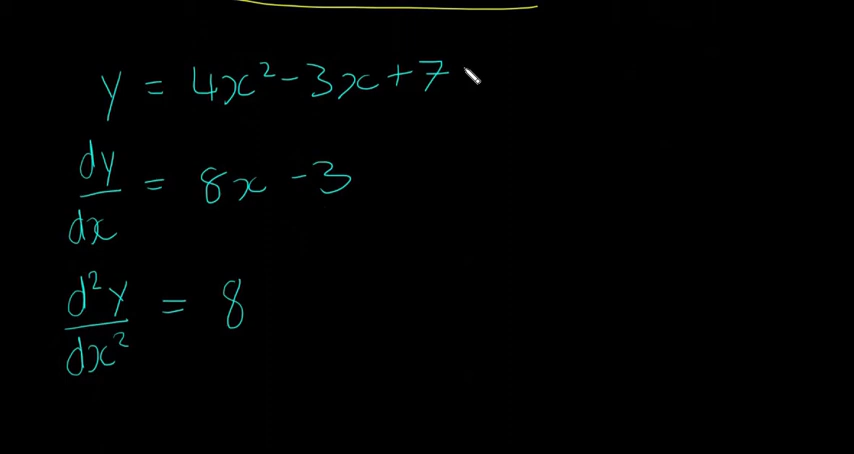 y = 4x² - 3x + 7
dy/dx = 8x - 3
d²y/dx² = 8